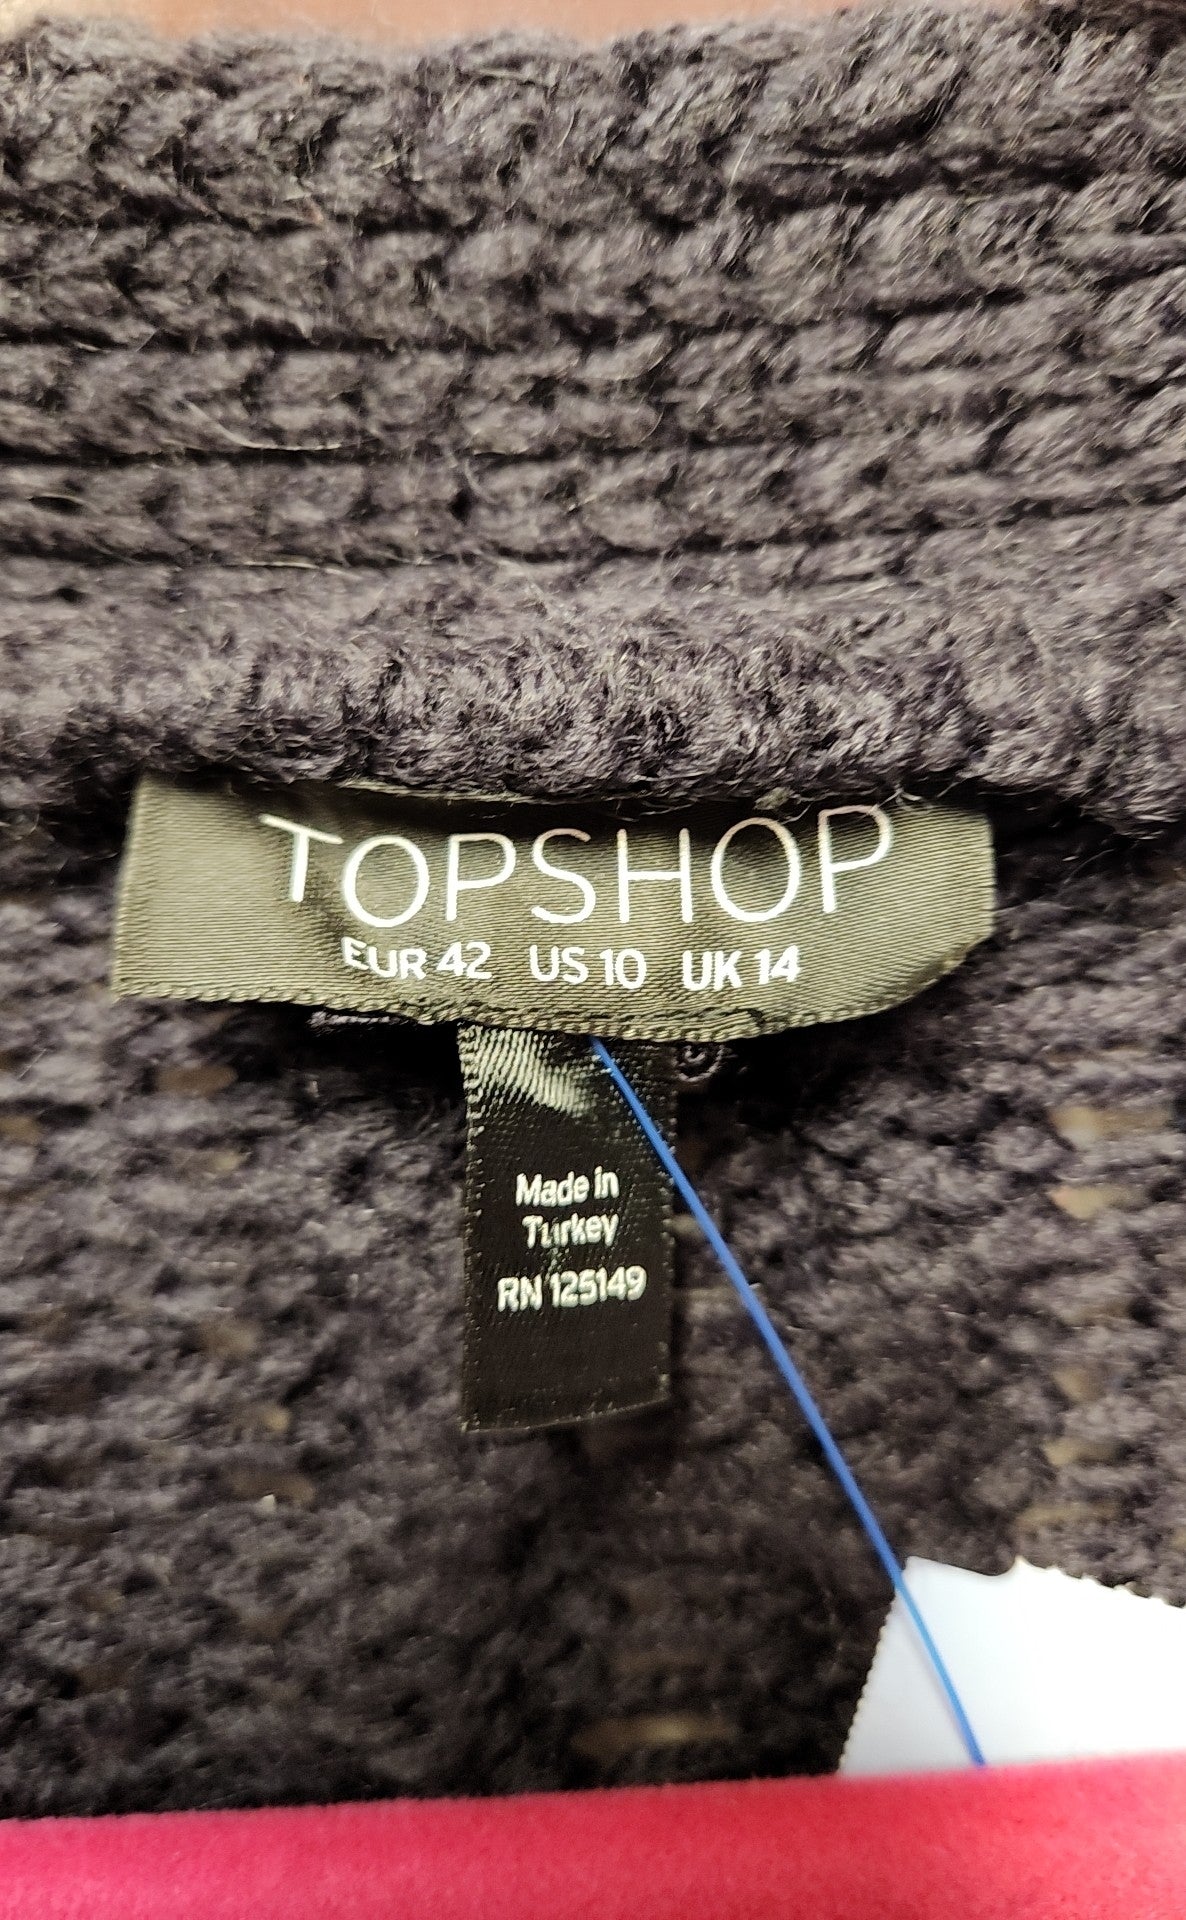 TOPSHOP
EUR 42 US 10 UK 14
Made in
Turkey
RN 125149